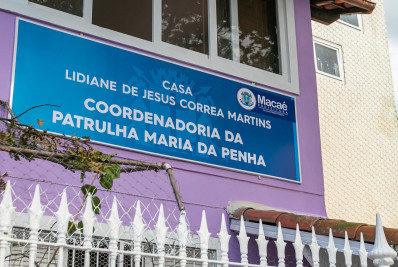 CASA
LIDIANE DE JESUS CORREA MARTINS
COORDENADORIA DA
PATRULHA MARIA DA PENHA
Macaé